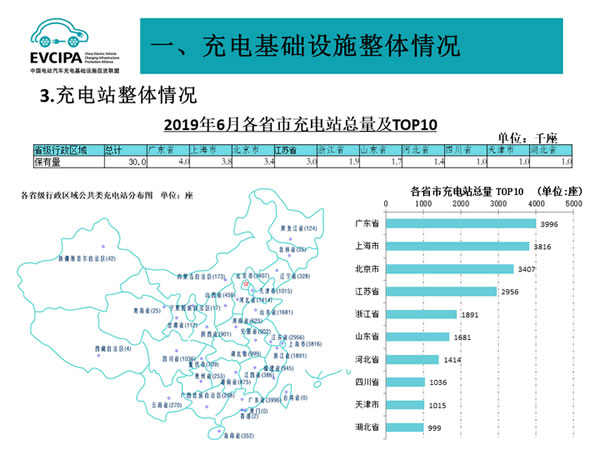 EVCIPA
China Electric Vehicle
Charging Infrastructure
Promotion Alliance
中国电动汽车充电基础设施促进联盟
一、充电基础设施整体情况
3.充电站整体情况
2019年6月各省市充电站总量及TOP10
单位：千座
省级行政区域 总计 广东省 上海市 北京市 江苏省 浙江省 山东省 河北省 四川省 天津市 湖北省
保有量 30.0 4.0 3.8 3.4 3.0 1.9 1.7 1.4 1.0 1.0 1.0
各省级行政区域公共类充电站分布图 单位：座
黑龙江省(124)
吉林省(55)
新疆维吾尔自治区(42)
辽宁省(328)
内蒙古自治区(173)
北京市(3407)
天津市(1015)
山西省(456)
河北省(1414)
宁夏回族自治区(17)
青海省(25)
山东省(1681)
甘肃省(112)
河南省(625)
陕西省(901)
安徽省(902)
江苏省(2956)
上海市(3816)
西藏自治区(4)
四川省(1036)
湖北省(999)
浙江省(1891)
重庆市(709)
江西省(386)
福建省(945)
贵州省(253)
湖南省(475)
云南省(270)
广东省(3996)
台湾省(0)
澳门(0)
香港(2)
海南省(352)
各省市充电站总量 TOP10 （单位:座）
0 1000 2000 3000 4000 5000
广东省 3996
上海市 3816
北京市 3407
江苏省 2956
浙江省 1891
山东省 1681
河北省 1414
四川省 1036
天津市 1015
湖北省 999